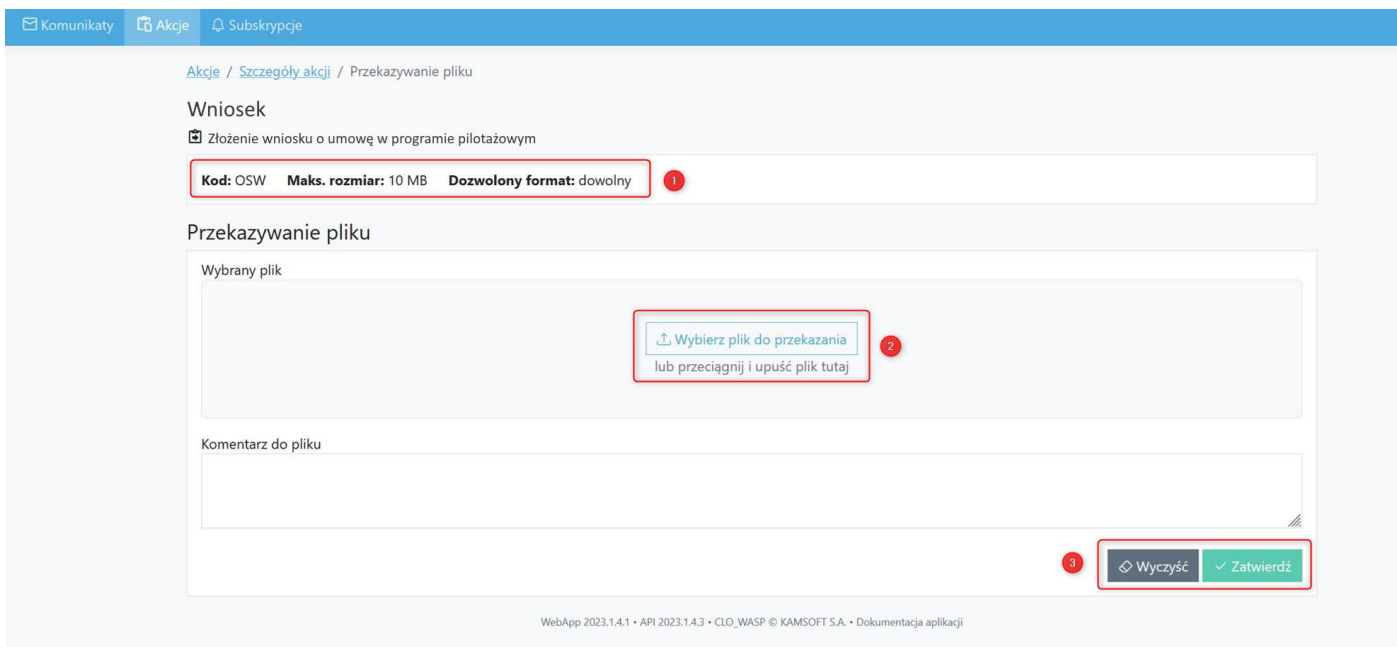 Komunikaty Akcje Subskrypcje
Akcje / Szczegóły akcji / Przekazywanie pliku
Wniosek
Złożenie wniosku o umowę w programie pilotażowym
Kod: OSW Maks. rozmiar: 10 MB Dozwolony format: dowolny 1
Przekazywanie pliku
Wybrany plik
Wybierz plik do przekazania 2
lub przeciągnij i upuść plik tutaj
Komentarz do pliku
3 Wyczyść Zatwierdź
WebApp 2023.1.4.1 • API 2023.1.4.3 • CLO_WASP © KAMSOFT S.A. • Dokumentacja aplikacji